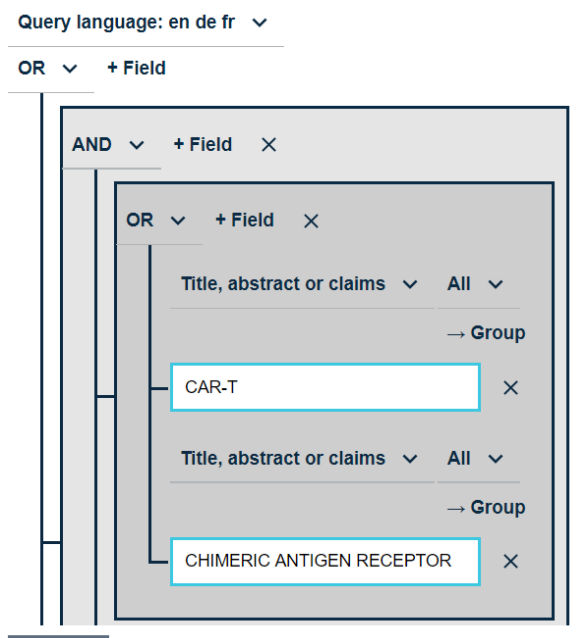 Query language: en de fr
OR + Field
AND + Field ×
OR + Field ×
Title, abstract or claims All
→ Group
CAR-T ×
Title, abstract or claims All
→ Group
CHIMERIC ANTIGEN RECEPTOR ×